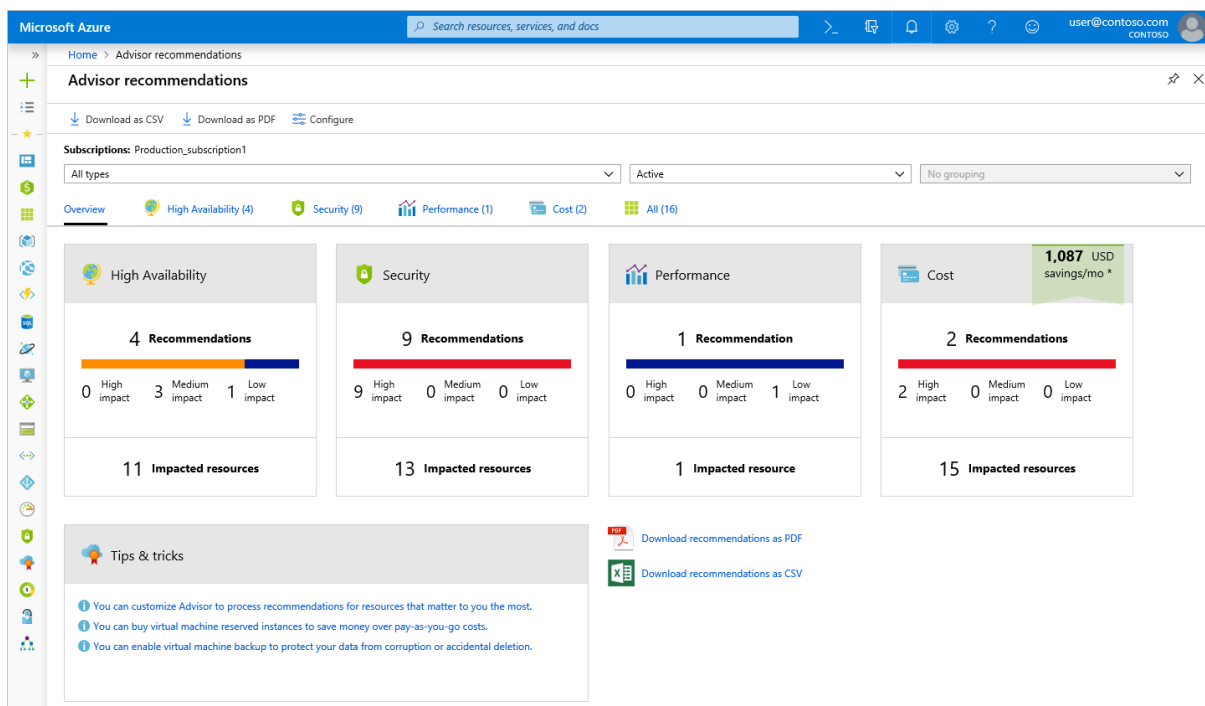 Microsoft Azure
Search resources, services, and docs
user@contoso.com
CONTOSO
Home > Advisor recommendations
Advisor recommendations
Download as CSV Download as PDF Configure
Subscriptions: Production_subscription1
All types Active No grouping
Overview High Availability (4) Security (9) Performance (1) Cost (2) All (16)
High Availability
4 Recommendations
0 High impact 3 Medium impact 1 Low impact
11 Impacted resources
Security
9 Recommendations
9 High impact 0 Medium impact 0 Low impact
13 Impacted resources
Performance
1 Recommendation
0 High impact 0 Medium impact 1 Low impact
1 Impacted resource
Cost
1,087 USD
savings/mo *
2 Recommendations
2 High impact 0 Medium impact 0 Low impact
15 Impacted resources
Tips & tricks
You can customize Advisor to process recommendations for resources that matter to you the most.
You can buy virtual machine reserved instances to save money over pay-as-you-go costs.
You can enable virtual machine backup to protect your data from corruption or accidental deletion.
PDF
Download recommendations as PDF
Download recommendations as CSV